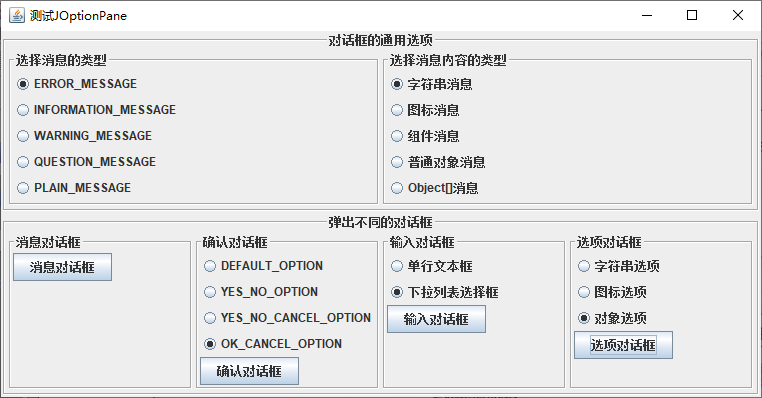 测试JOptionPane
对话框的通用选项
选择消息的类型
ERROR_MESSAGE
INFORMATION_MESSAGE
WARNING_MESSAGE
QUESTION_MESSAGE
PLAIN_MESSAGE
选择消息内容的类型
字符串消息
图标消息
组件消息
普通对象消息
Object[]消息
弹出不同的对话框
消息对话框
消息对话框
确认对话框
DEFAULT_OPTION
YES_NO_OPTION
YES_NO_CANCEL_OPTION
OK_CANCEL_OPTION
确认对话框
输入对话框
单行文本框
下拉列表选择框
输入对话框
选项对话框
字符串选项
图标选项
对象选项
选项对话框